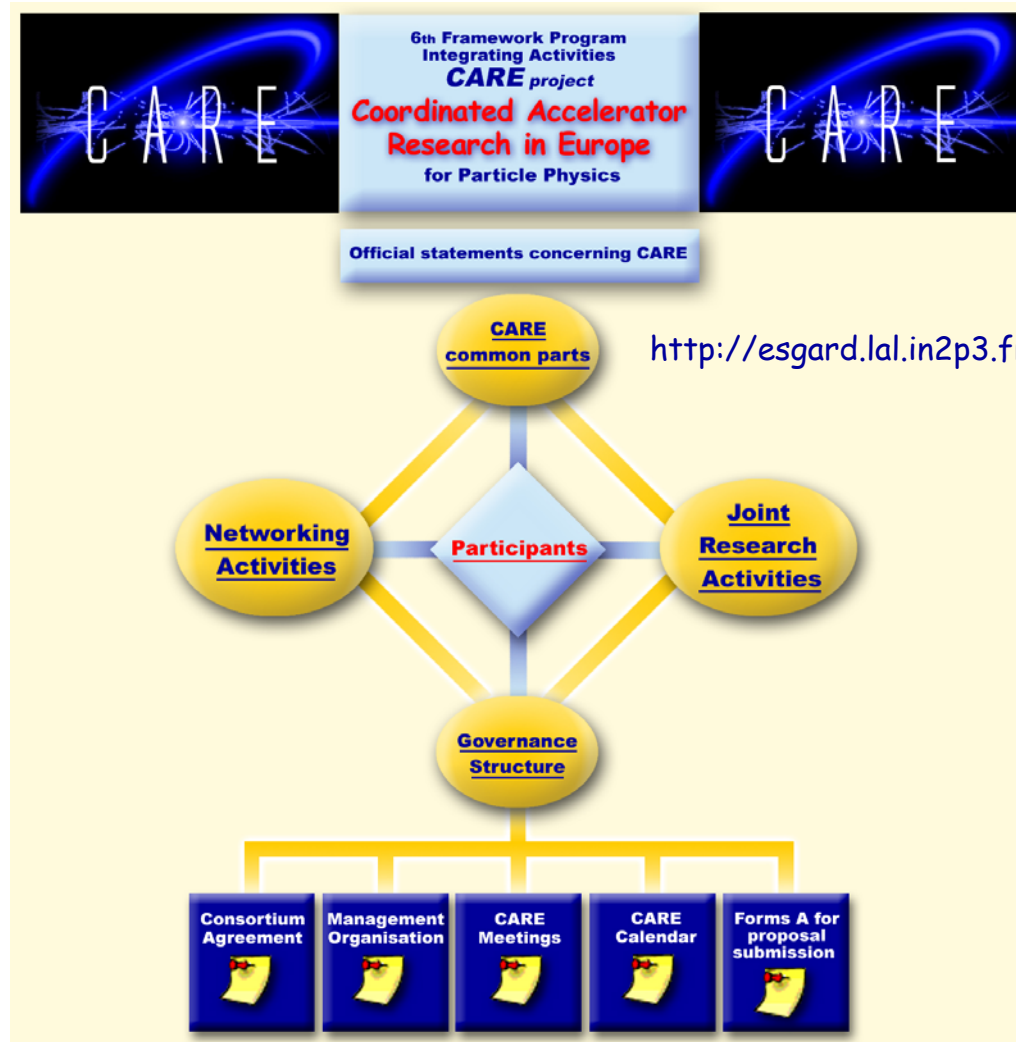 CARE
6th Framework Program
Integrating Activities
CARE project
Coordinated Accelerator
Research in Europe
for Particle Physics
CARE
Official statements concerning CARE
CARE
common parts
http://esgard.lal.in2p3.f
Networking
Activities
Participants
Joint
Research
Activities
Governance
Structure
Consortium
Agreement
Management
Organisation
CARE
Meetings
CARE
Calendar
Forms A for
proposal
submission